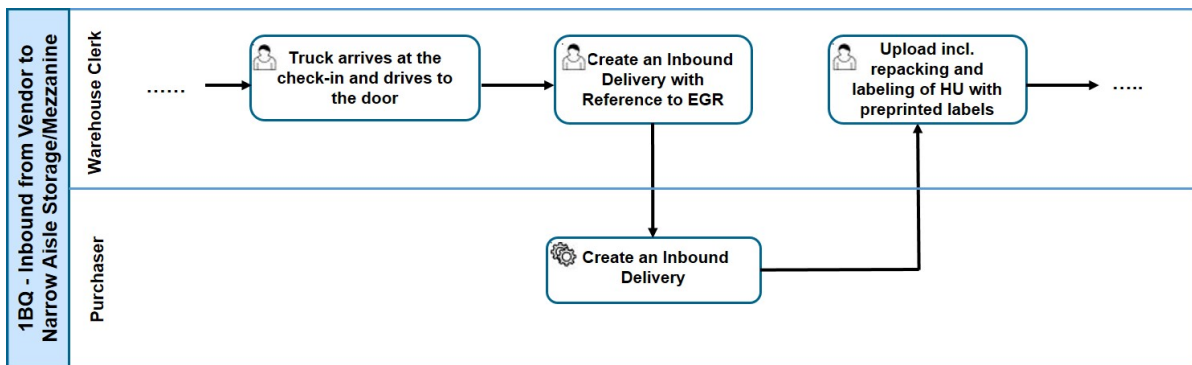 1BQ - Inbound from Vendor to
Narrow Aisle Storage/Mezzanine
Warehouse Clerk
......
Truck arrives at the
check-in and drives to
the door
Create an Inbound
Delivery with
Reference to EGR
Upload incl.
repacking and
labeling of HU with
preprinted labels
.....
Purchaser
Create an Inbound
Delivery